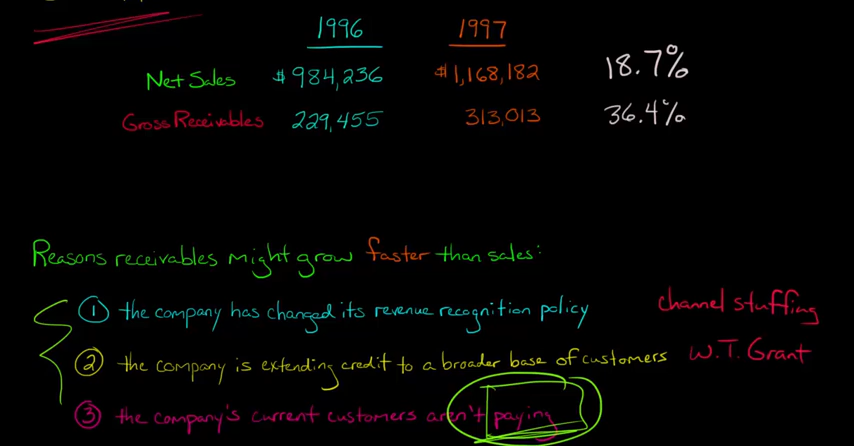 1996 1997
Net Sales $984,236 $1,168,182 18.7%
Gross Receivables 229,455 313,013 36.4%
Reasons receivables might grow faster than sales:
1 the company has changed its revenue recognition policy channel stuffing
2 the company is extending credit to a broader base of customers W.T. Grant
3 the company's current customers aren't paying